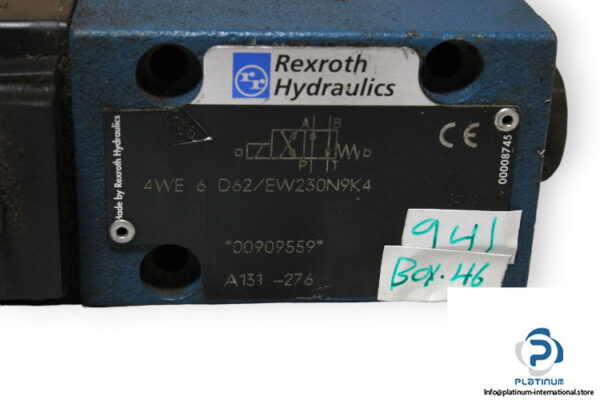 Rexroth
Hydraulics
Made by Rexroth Hydraulics
A B
a b
P T
CE
00008745
4WE 6 D62/EW230N9K4
*00909559*
A131 -276
941
BOX.46
PLATINUM
Info@platinum-international.store